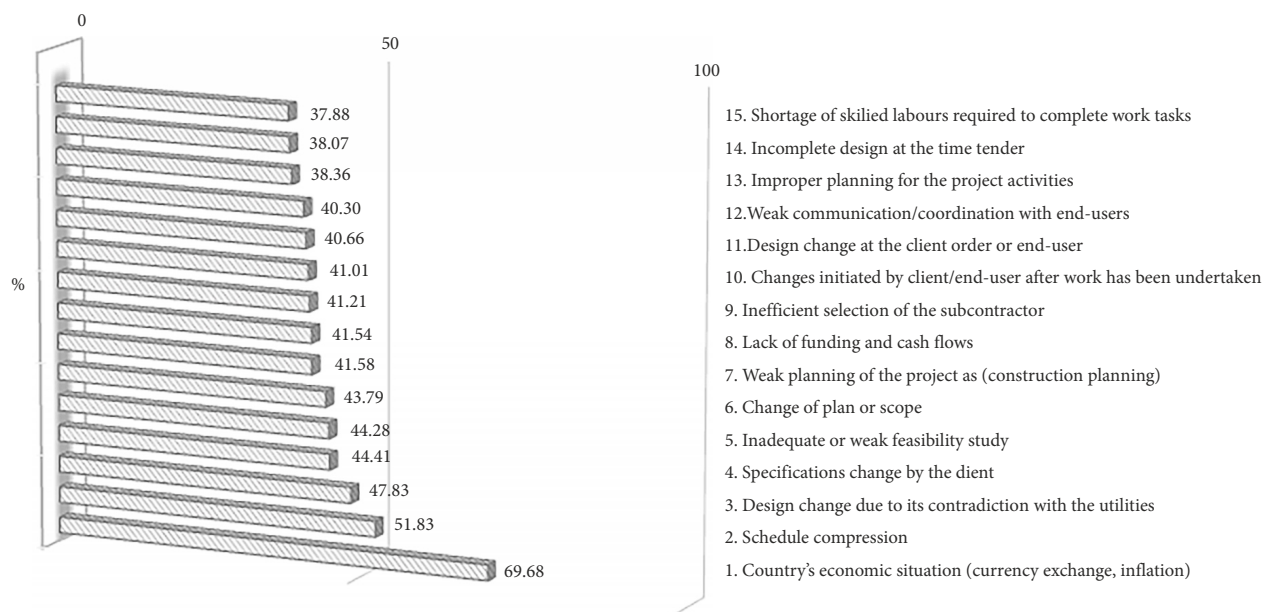 0
50
100
37.88
38.07
38.36
40.30
40.66
41.01
41.21
41.54
41.58
43.79
44.28
44.41
47.83
51.83
69.68
%
15. Shortage of skilied labours required to complete work tasks
14. Incomplete design at the time tender
13. Improper planning for the project activities
12.Weak communication/coordination with end-users
11.Design change at the client order or end-user
10. Changes initiated by client/end-user after work has been undertaken
9. Inefficient selection of the subcontractor
8. Lack of funding and cash flows
7. Weak planning of the project as (construction planning)
6. Change of plan or scope
5. Inadequate or weak feasibility study
4. Specifications change by the dient
3. Design change due to its contradiction with the utilities
2. Schedule compression
1. Country's economic situation (currency exchange, inflation)